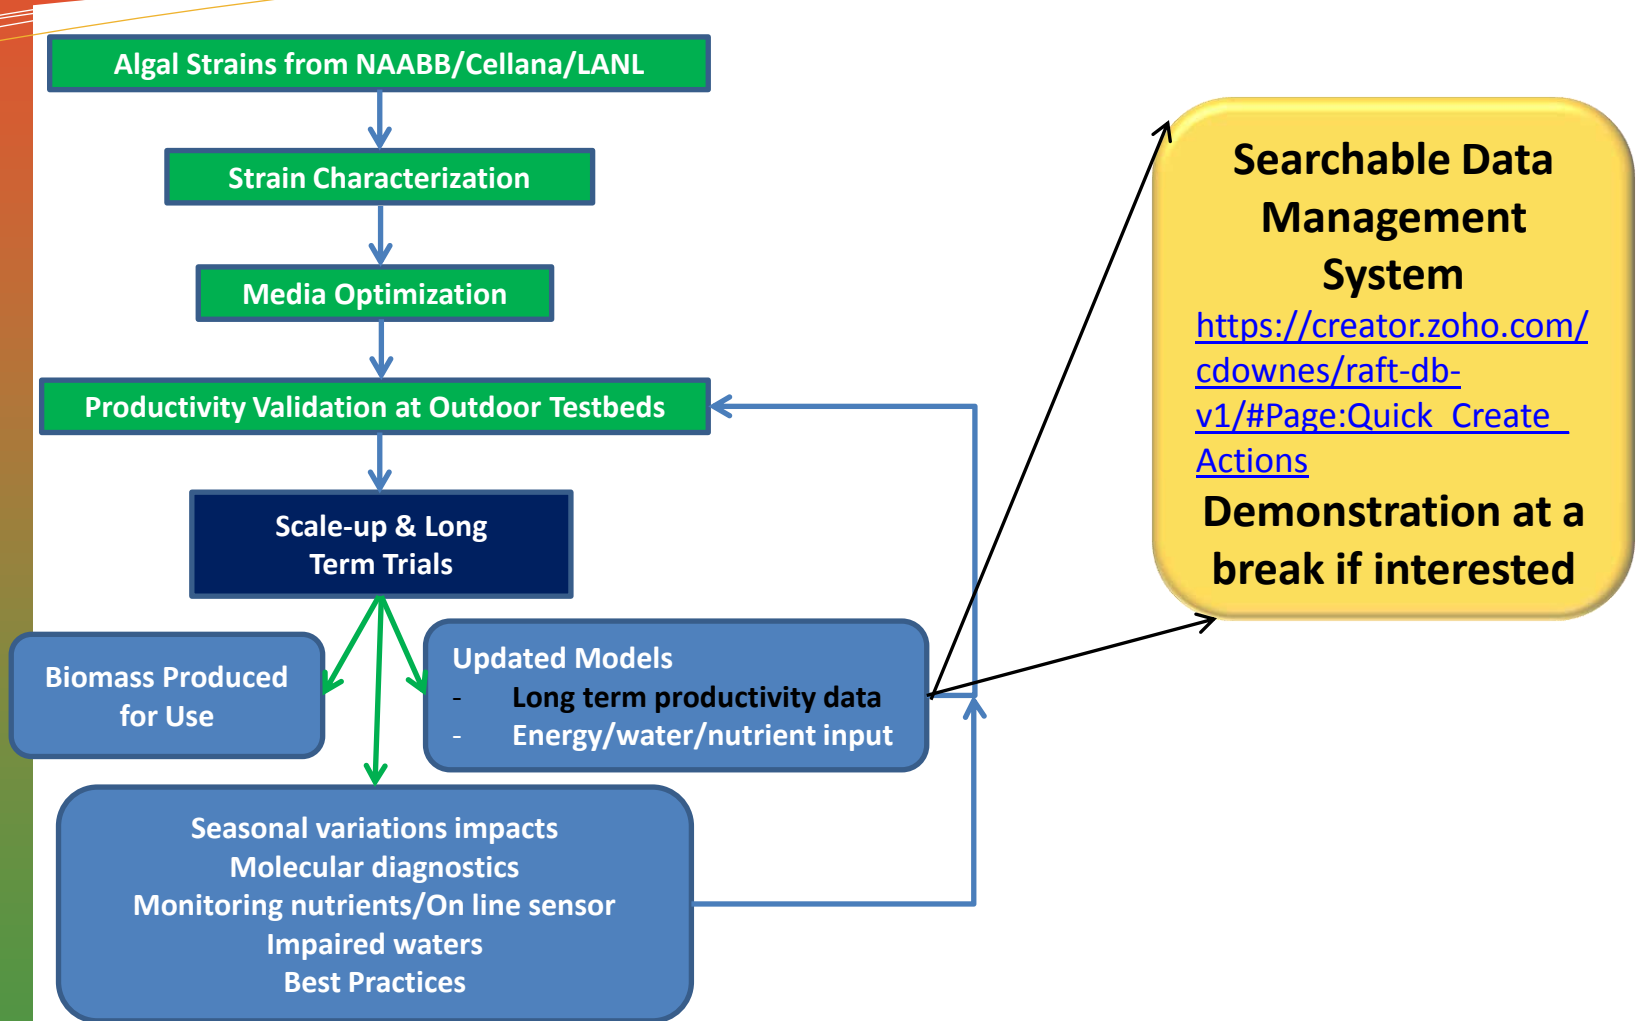 Algal Strains from NAABB/Cellana/LANL
Strain Characterization
Media Optimization
Productivity Validation at Outdoor Testbeds
Scale-up & Long
Term Trials
Biomass Produced
for Use
Updated Models
- Long term productivity data
- Energy/water/nutrient input
Seasonal variations impacts
Molecular diagnostics
Monitoring nutrients/On line sensor
Impaired waters
Best Practices
Searchable Data
Management
System
https://creator.zoho.com/
cdownes/raft-db-
v1/#Page:Quick_Create_
Actions
Demonstration at a
break if interested